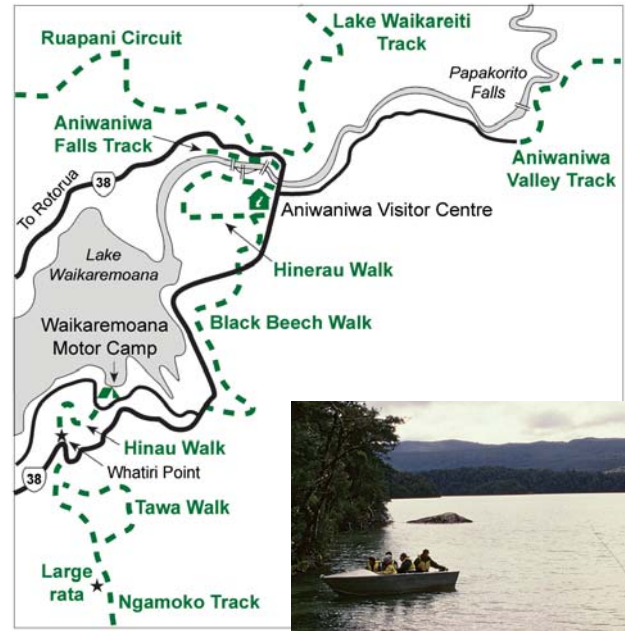 Lake Waikareiti
Track
Ruapani Circuit
Papakorito
Falls
Aniwaniwa
Falls Track
Aniwaniwa
Valley Track
To Rotorua
38
Aniwaniwa Visitor Centre
Lake
Waikaremoana
Hinerau Walk
Black Beech Walk
Waikaremoana
Motor Camp
Hinau Walk
Whatiri Point
38
Tawa Walk
Large
rata
Ngamoko Track